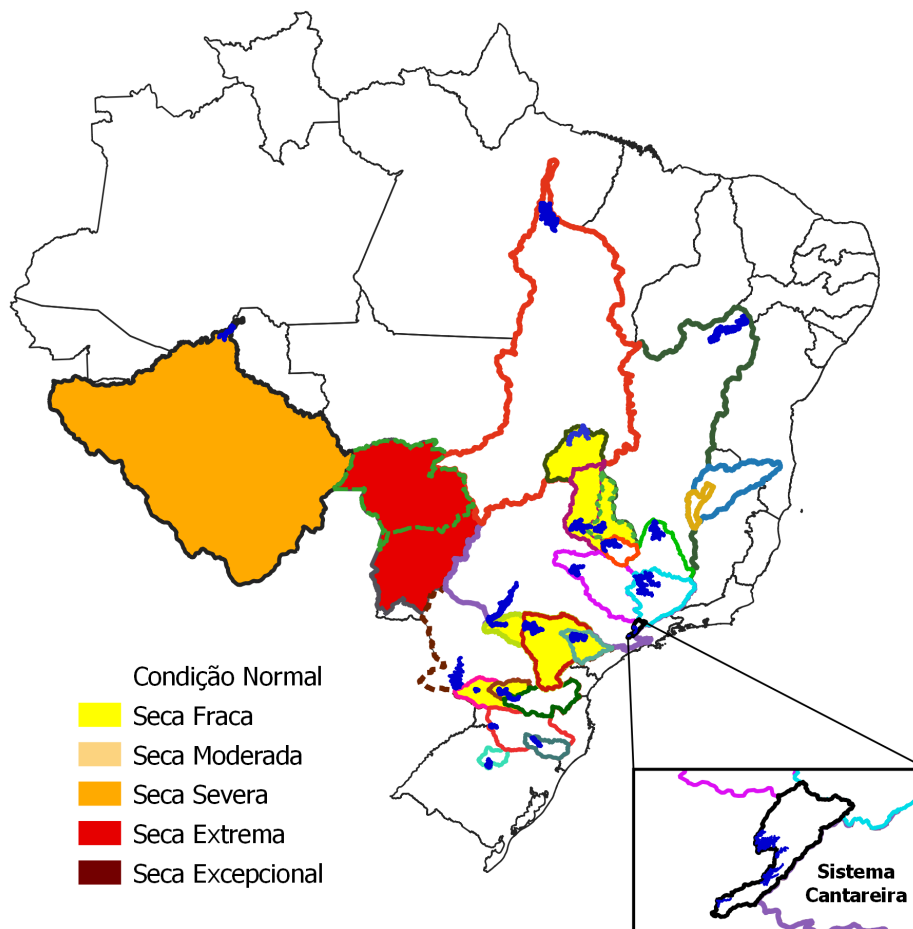 Condição Normal
Seca Fraca
Seca Moderada
Seca Severa
Seca Extrema
Seca Excepcional
Sistema
Cantareira